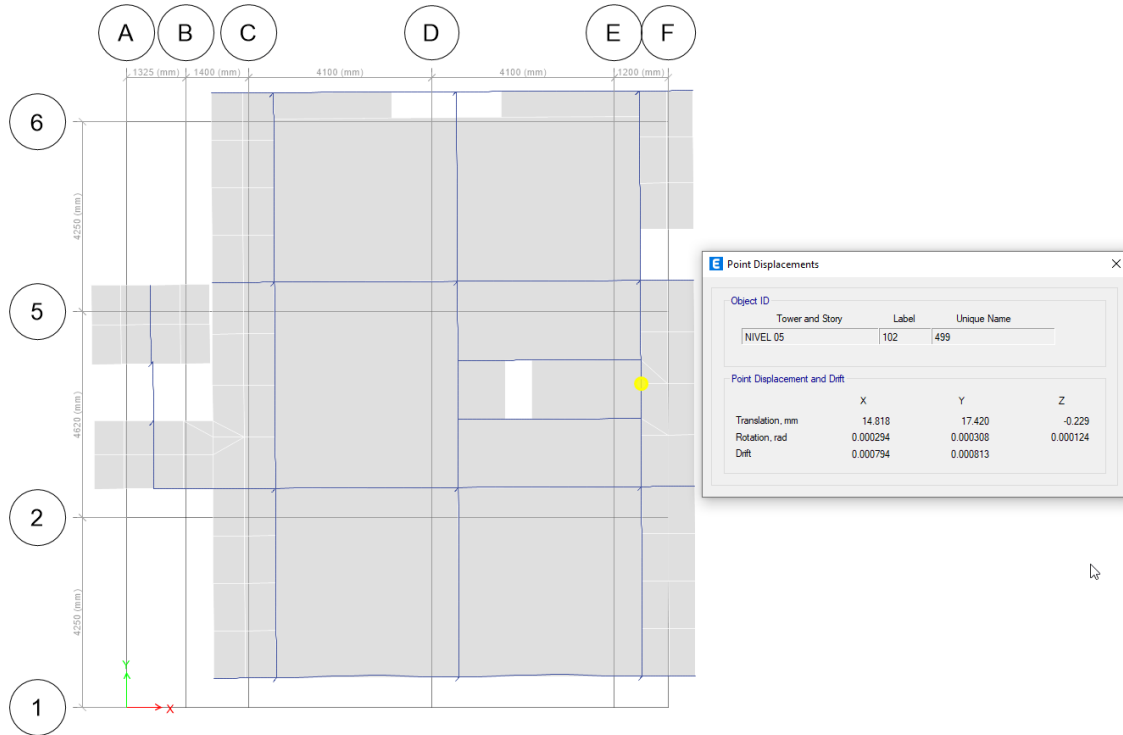 A B C D E F
1325 (mm) 1400 (mm) 4100 (mm) 4100 (mm) 1200 (mm)
6
4250 (mm)
5
4620 (mm)
2
4250 (mm)
1
Y
X
E Point Displacements
Object ID
Tower and Story Label Unique Name
NIVEL 05 102 499
Point Displacement and Drift
X Y Z
Translation, mm 14.818 17.420 -0.229
Rotation, rad 0.000294 0.000308 0.000124
Drift 0.000794 0.000813